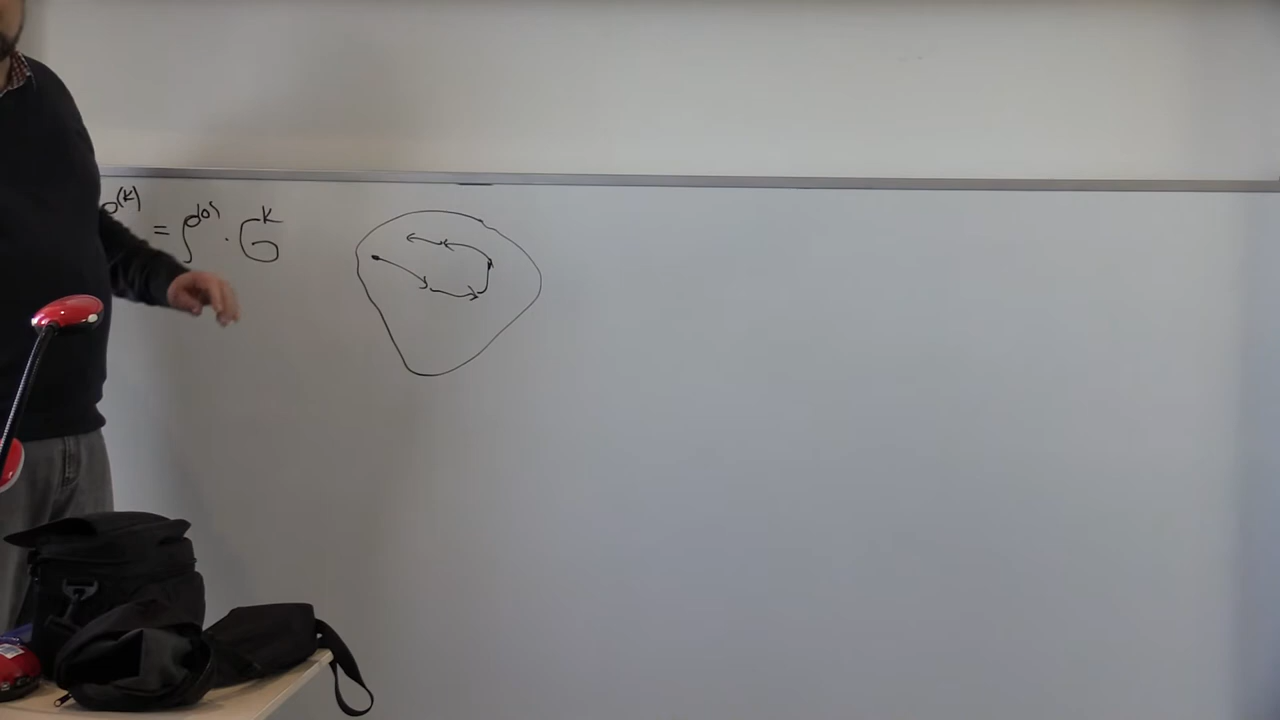 ρ^(k) = ρ^(0) · G^k